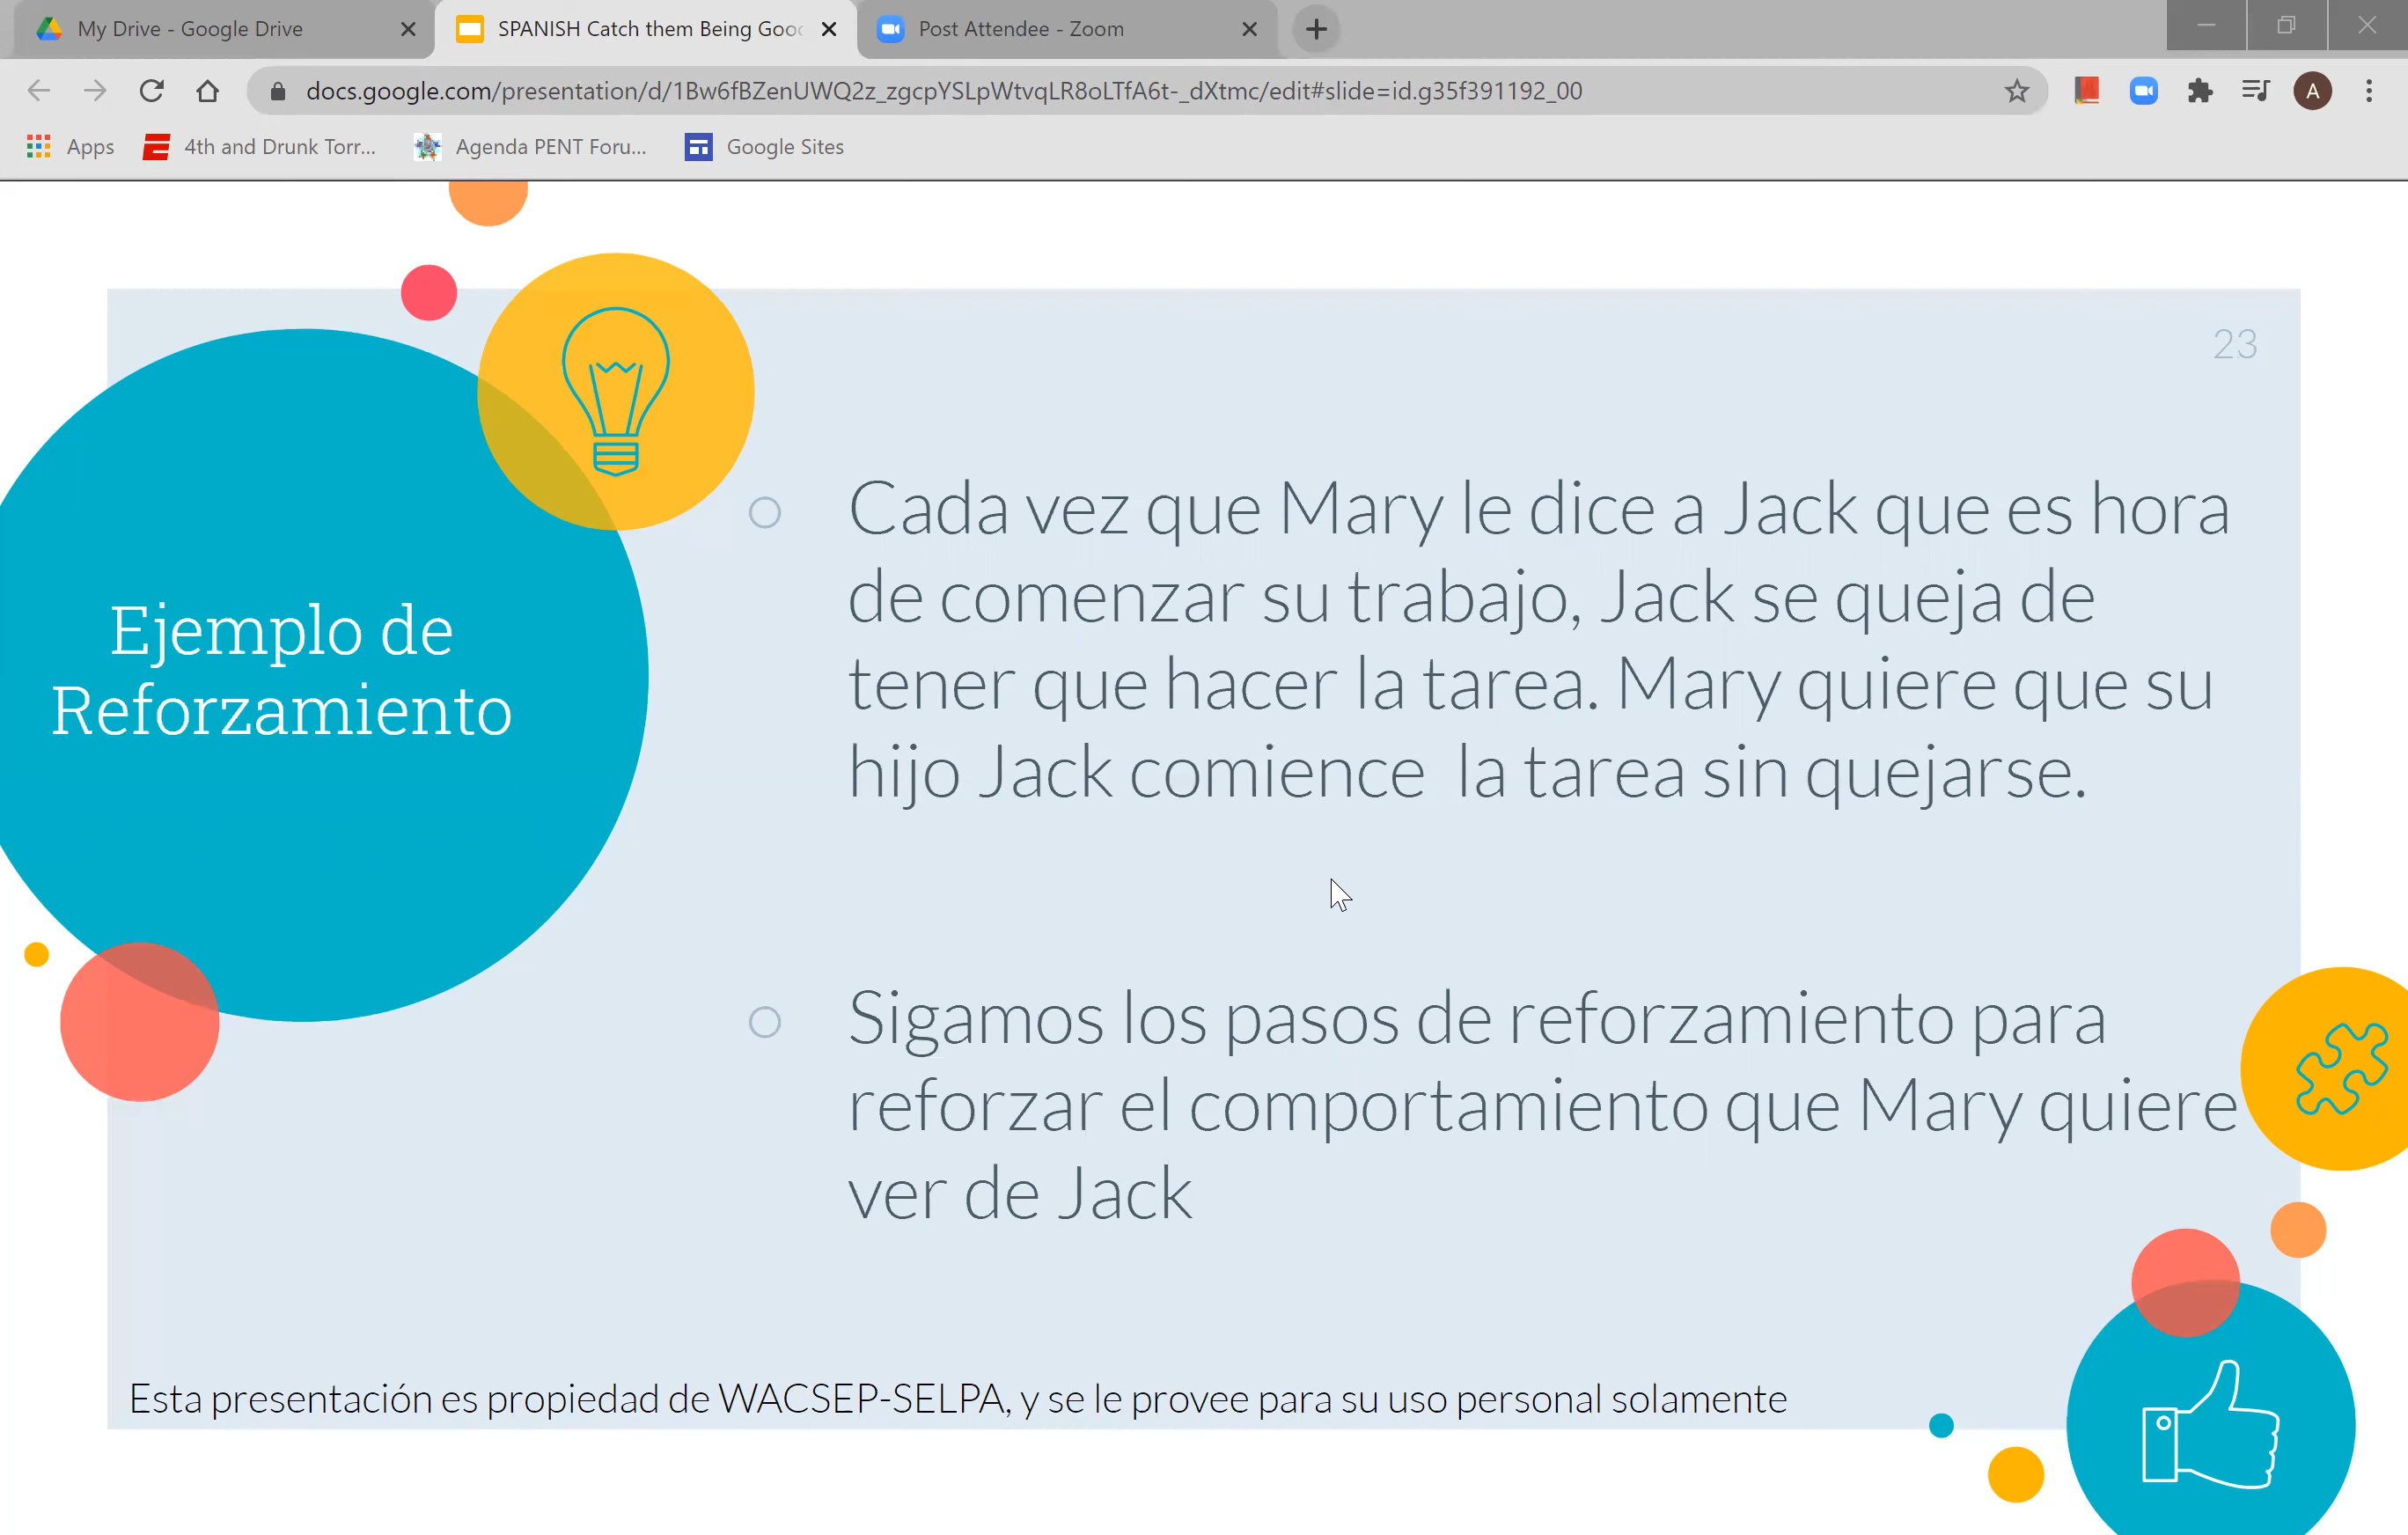 My Drive - Google Drive
SPANISH Catch them Being Goo
Post Attendee - Zoom
docs.google.com/presentation/d/1Bw6fBZenUWQ2z_zgcpYSLpWtvqLR8oLTfA6t-_dXtmc/edit#slide=id.g35f391192_00
A
Apps
4th and Drunk Torr...
Agenda PENT Foru...
Google Sites
23
Ejemplo de
Reforzamiento
Cada vez que Mary le dice a Jack que es hora
de comenzar su trabajo, Jack se queja de
tener que hacer la tarea. Mary quiere que su
hijo Jack comience  la tarea sin quejarse.
Sigamos los pasos de reforzamiento para
reforzar el comportamiento que Mary quiere
ver de Jack
Esta presentación es propiedad de WACSEP-SELPA, y se le provee para su uso personal solamente